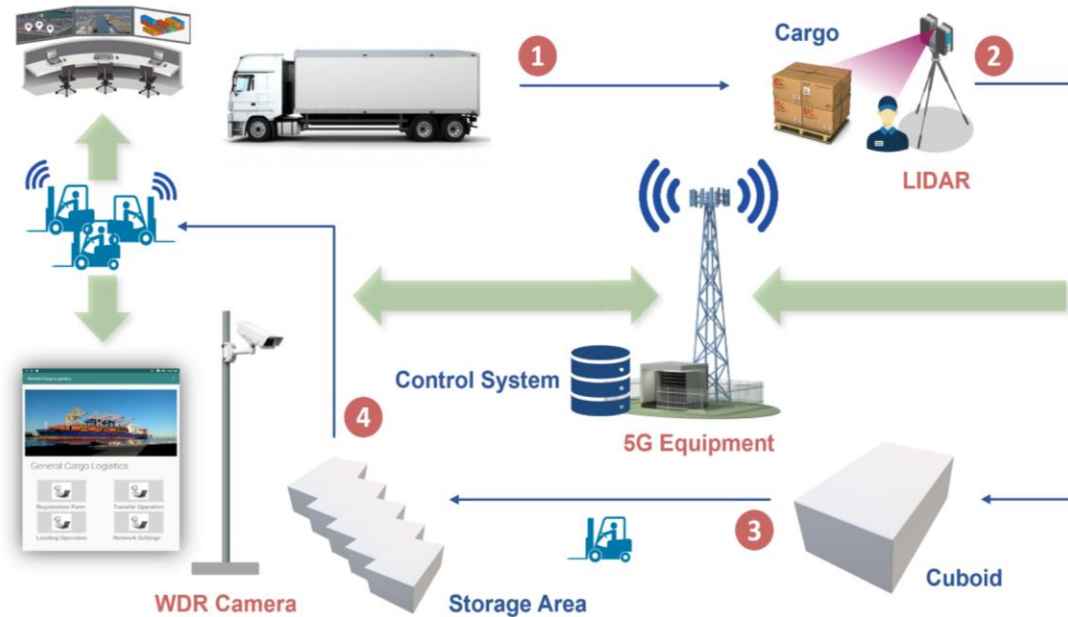 1
Cargo
2
LIDAR
Control System
5G Equipment
4
General Cargo Logistics
General Cargo Logistics
Registration Form
Transfer Operation
Loading Operation
Network Settings
3
Cuboid
WDR Camera
Storage Area